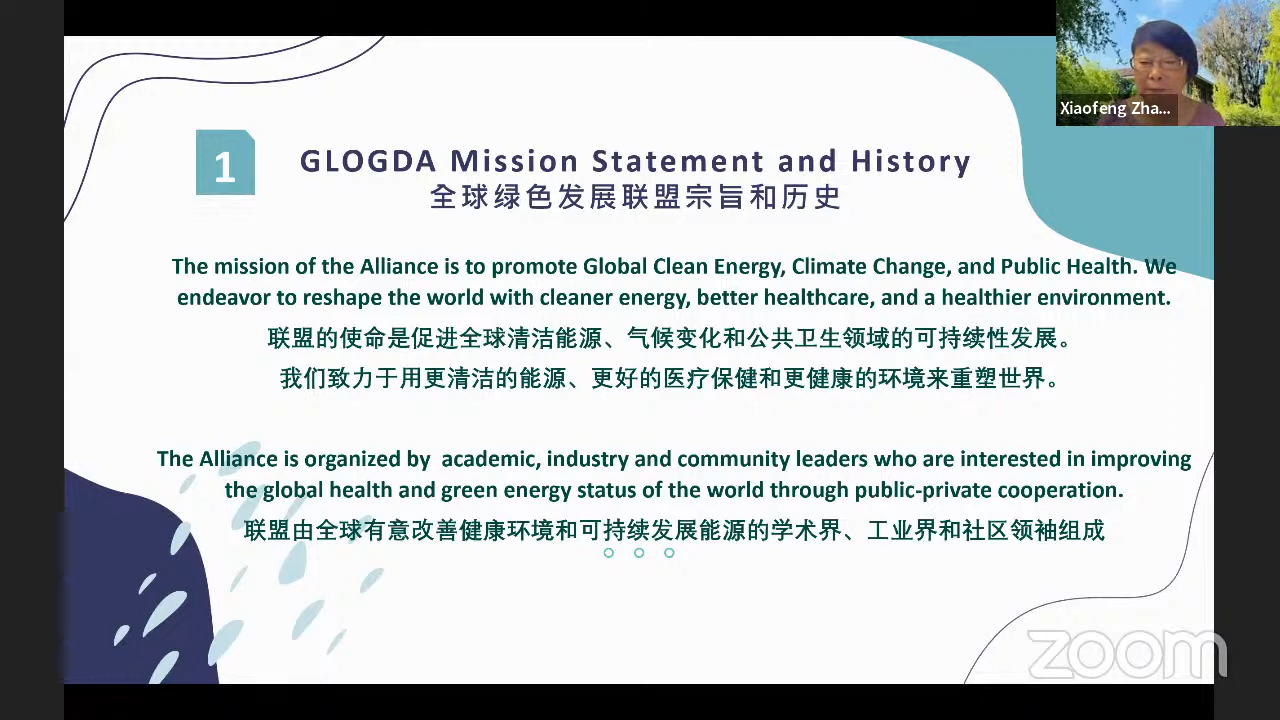 Xiaofeng Zha...
1
GLOGDA Mission Statement and History
全球绿色发展联盟宗旨和历史
The mission of the Alliance is to promote Global Clean Energy, Climate Change, and Public Health. We
endeavor to reshape the world with cleaner energy, better healthcare, and a healthier environment.
联盟的使命是促进全球清洁能源、气候变化和公共卫生领域的可持续性发展。
我们致力于用更清洁的能源、更好的医疗保健和更健康的环境来重塑世界。
The Alliance is organized by academic, industry and community leaders who are interested in improving
the global health and green energy status of the world through public-private cooperation.
联盟由全球有意改善健康环境和可持续发展能源的学术界、工业界和社区领袖组成
zoom